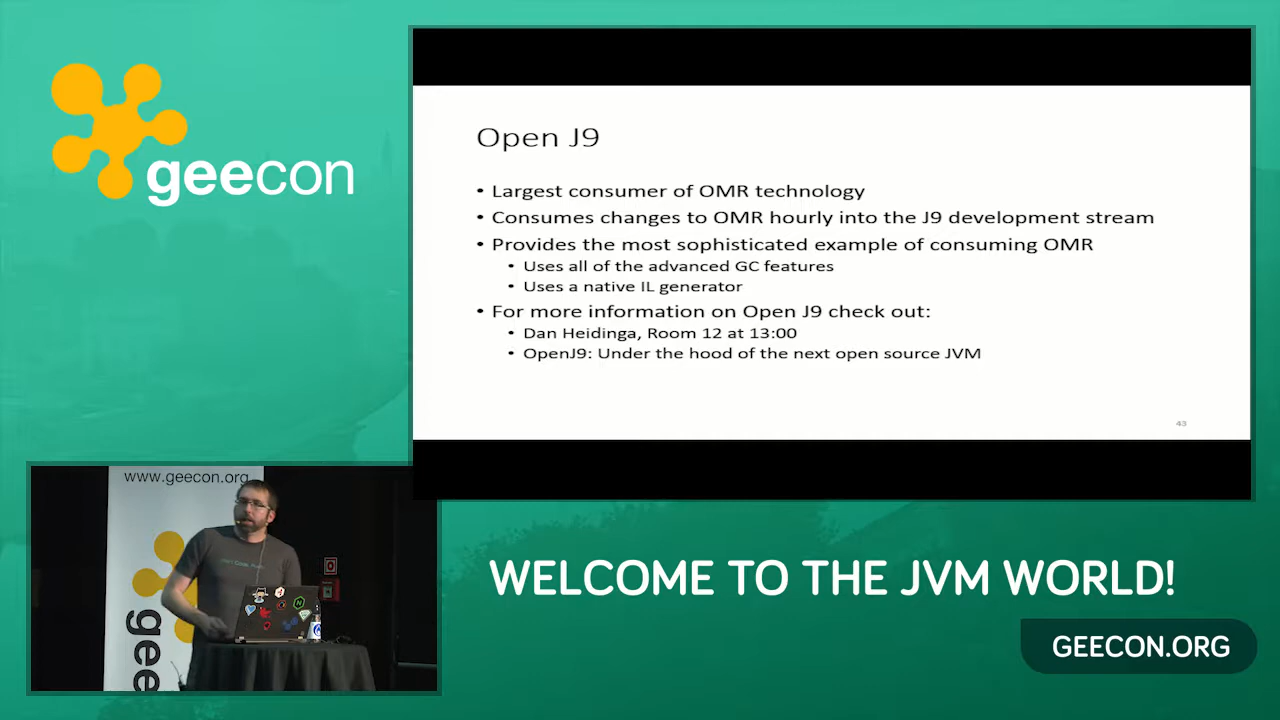 geecon
Open J9
• Largest consumer of OMR technology
• Consumes changes to OMR hourly into the J9 development stream
• Provides the most sophisticated example of consuming OMR
• Uses all of the advanced GC features
• Uses a native IL generator
• For more information on Open J9 check out:
• Dan Heidinga, Room 12 at 13:00
• OpenJ9: Under the hood of the next open source JVM
43
www.geecon.org
geec
WELCOME TO THE JVM WORLD!
GEECON.ORG